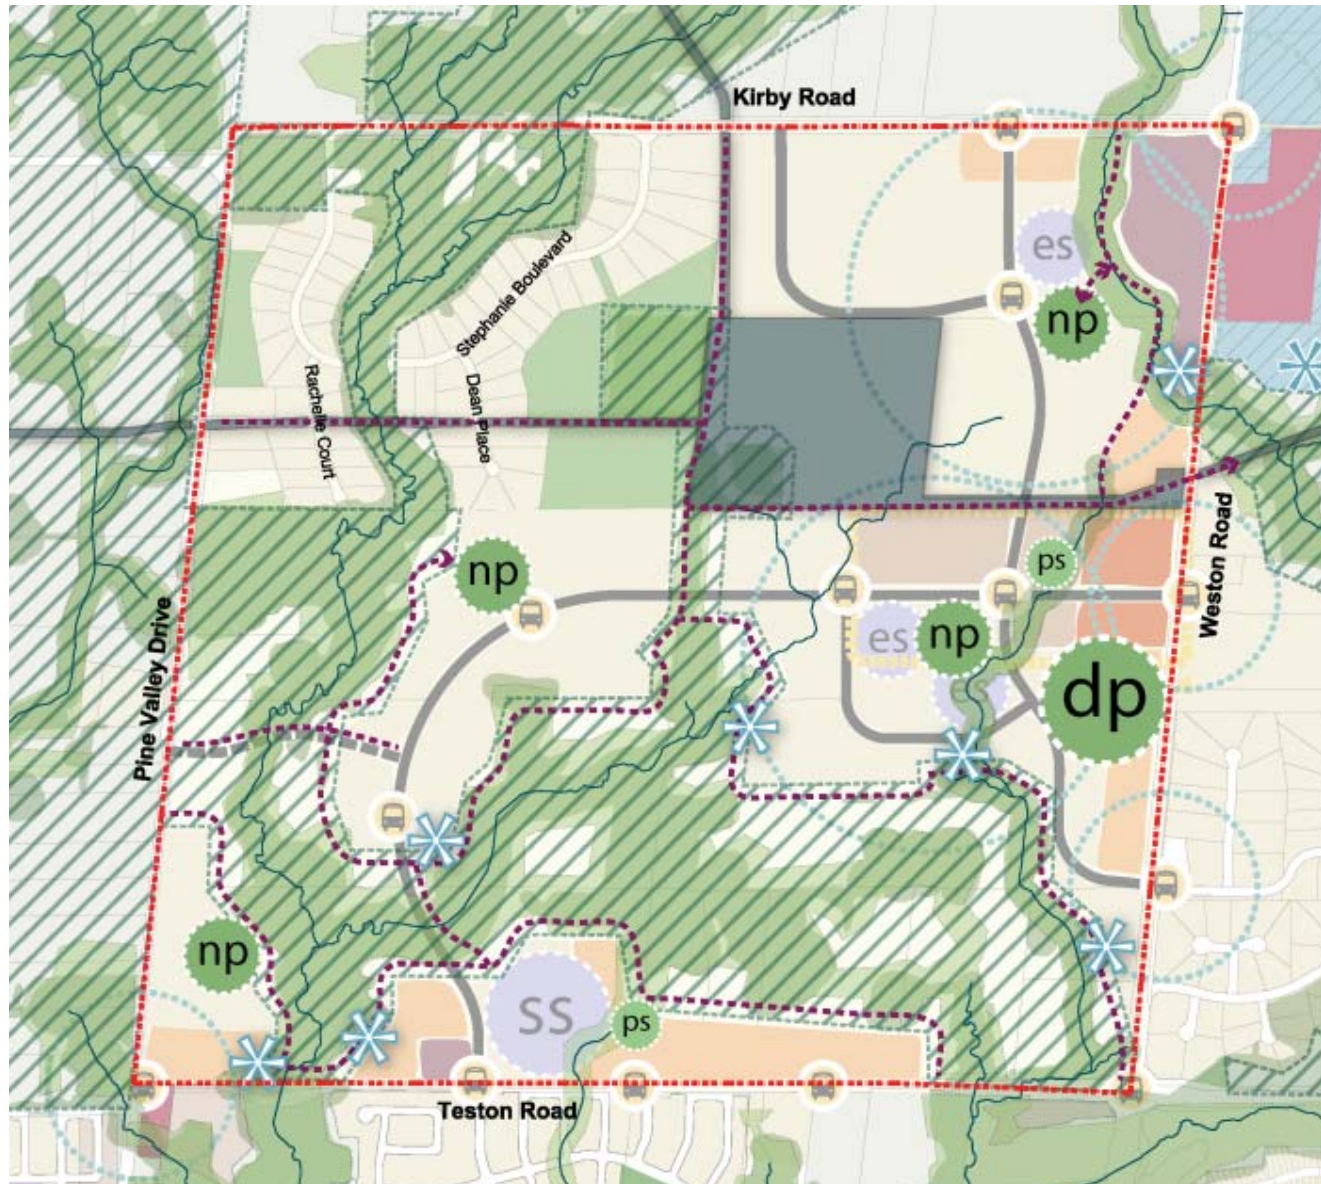 Kirby Road
es
np
Stephanie Boulevard
Rachelle Court
Dean Place
Weston Road
np
ps
es
np
es
dp
Pine Valley Drive
np
ss
ps
Teston Road